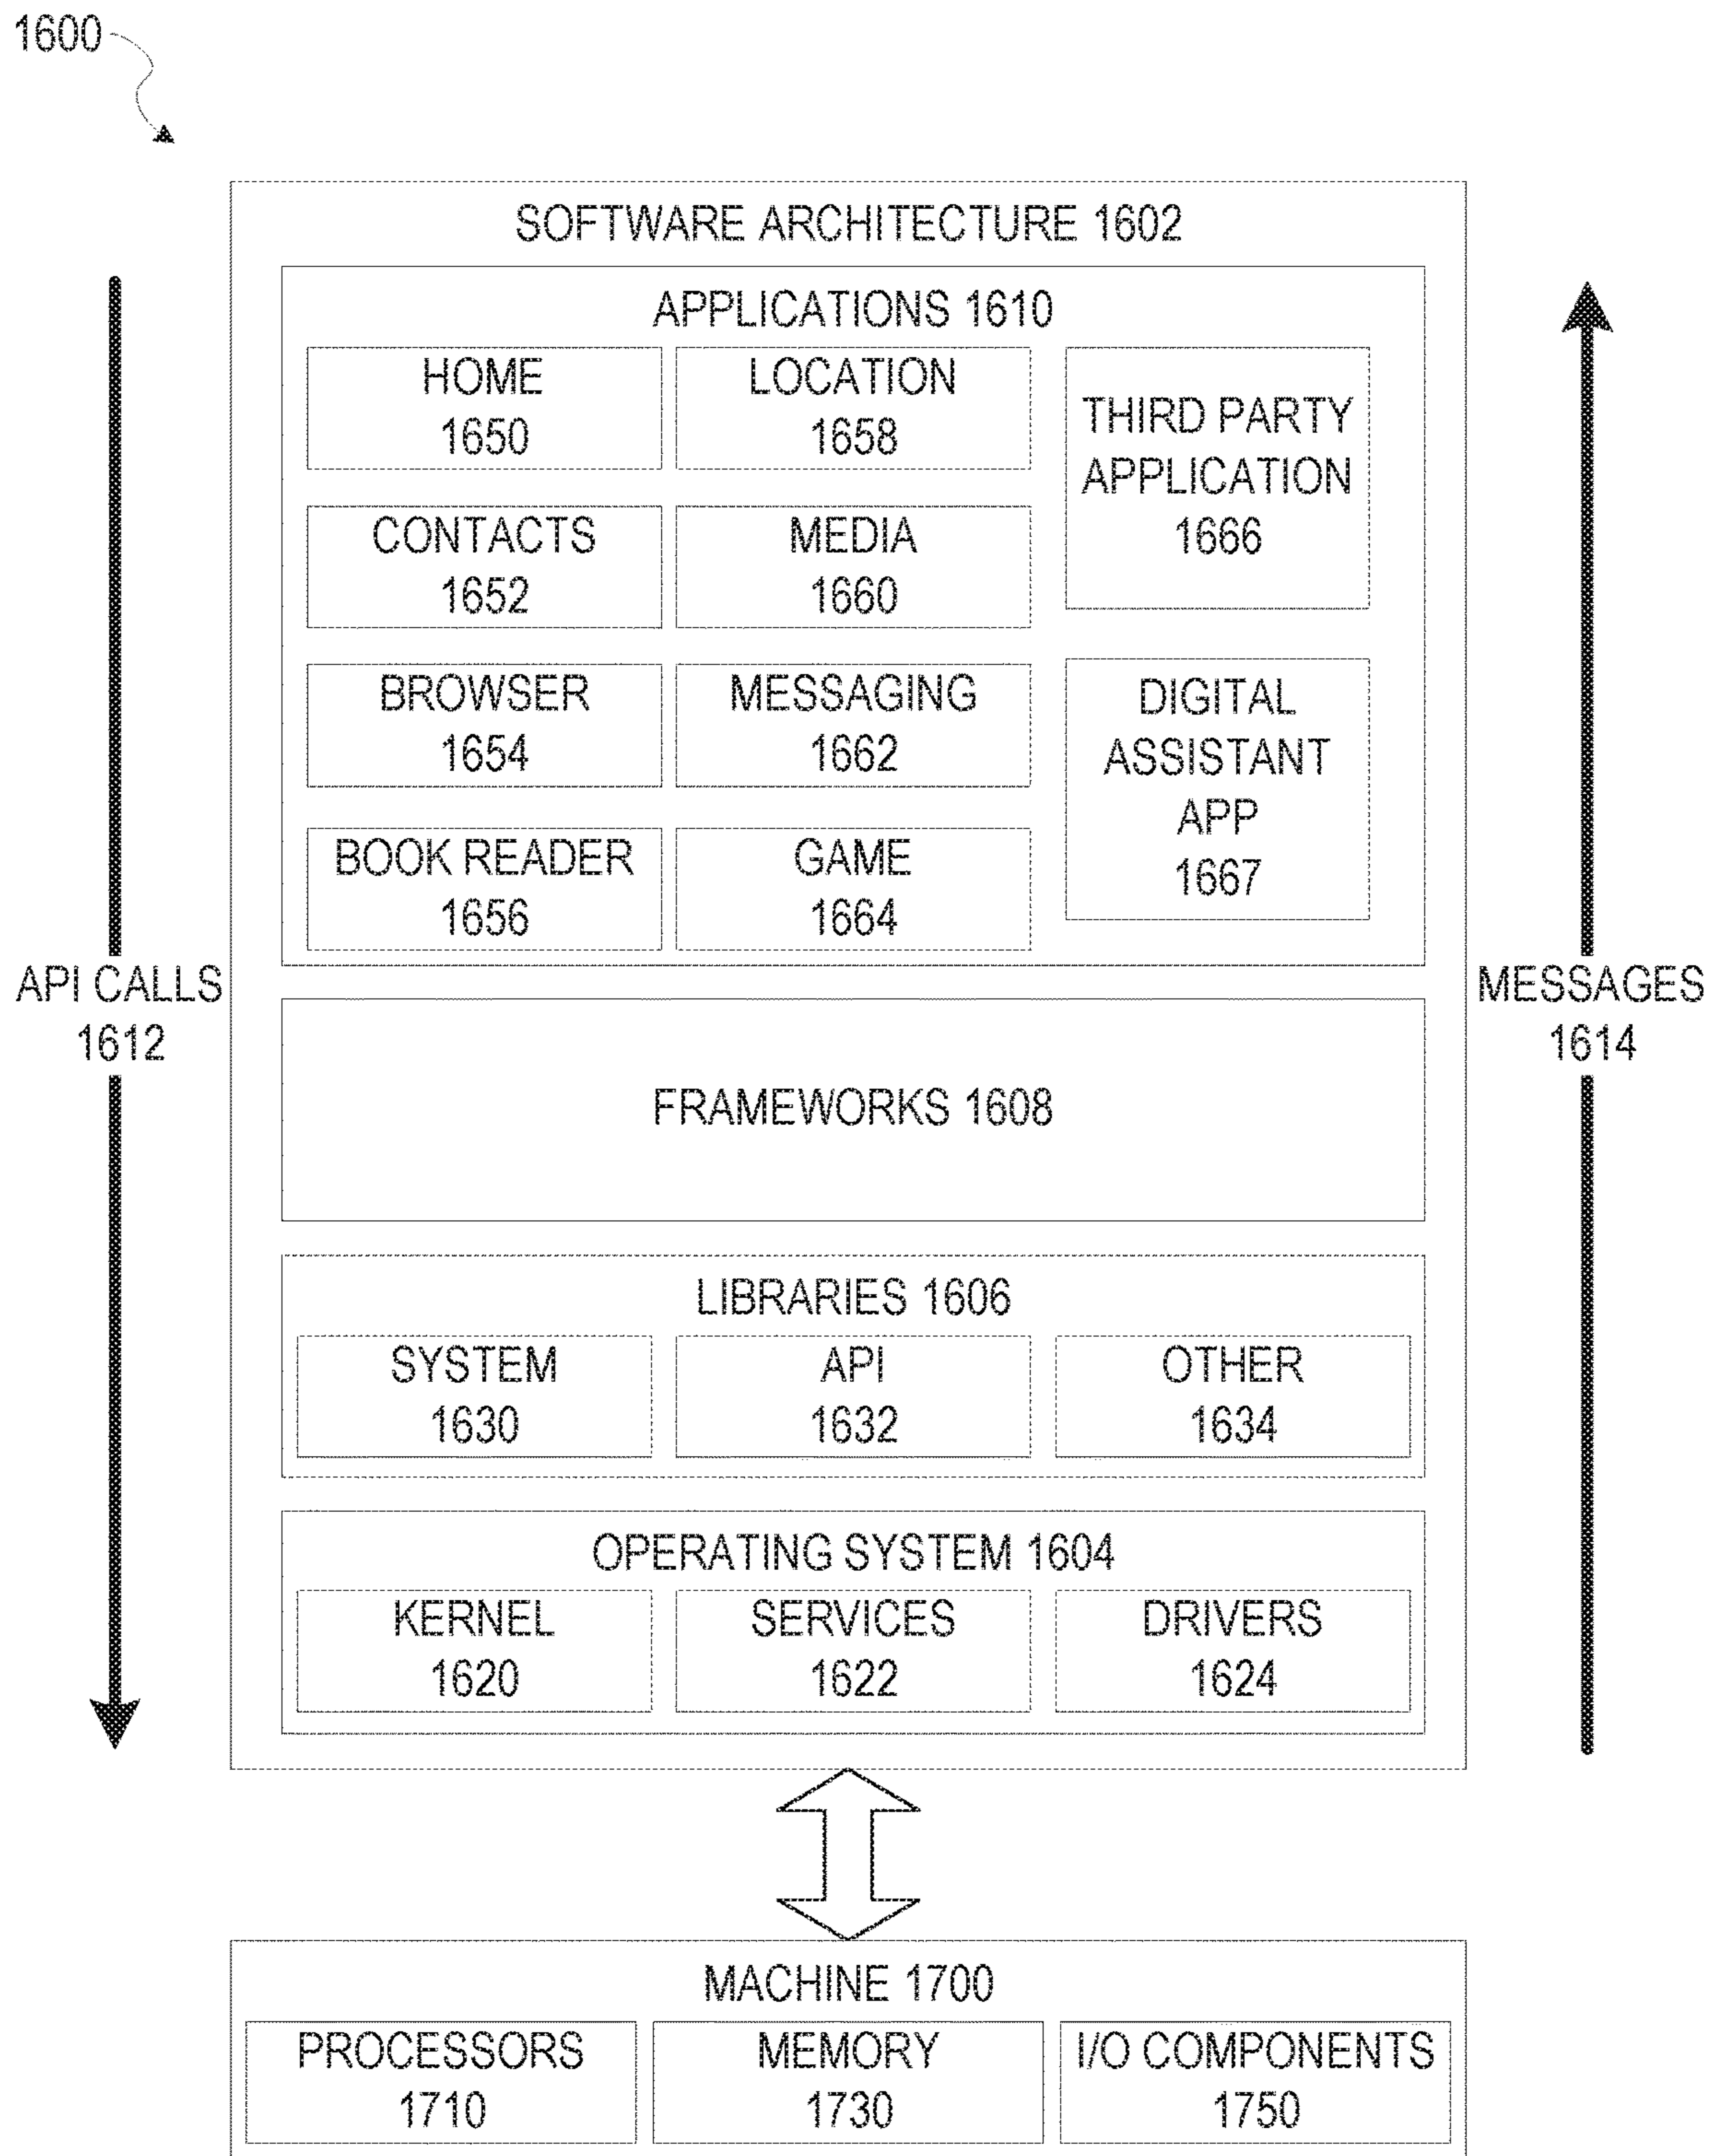 1600
SOFTWARE ARCHITECTURE 1602
APPLICATIONS 1610
HOME
1650
LOCATION
1658
THIRD PARTY
APPLICATION
1666
CONTACTS
1652
MEDIA
1660
BROWSER
1654
MESSAGING
1662
DIGITAL
ASSISTANT
APP
1667
BOOK READER
1656
GAME
1664
API CALLS
1612
MESSAGES
1614
FRAMEWORKS 1608
LIBRARIES 1606
SYSTEM
1630
API
1632
OTHER
1634
OPERATING SYSTEM 1604
KERNEL
1620
SERVICES
1622
DRIVERS
1624
MACHINE 1700
PROCESSORS
1710
MEMORY
1730
I/O COMPONENTS
1750